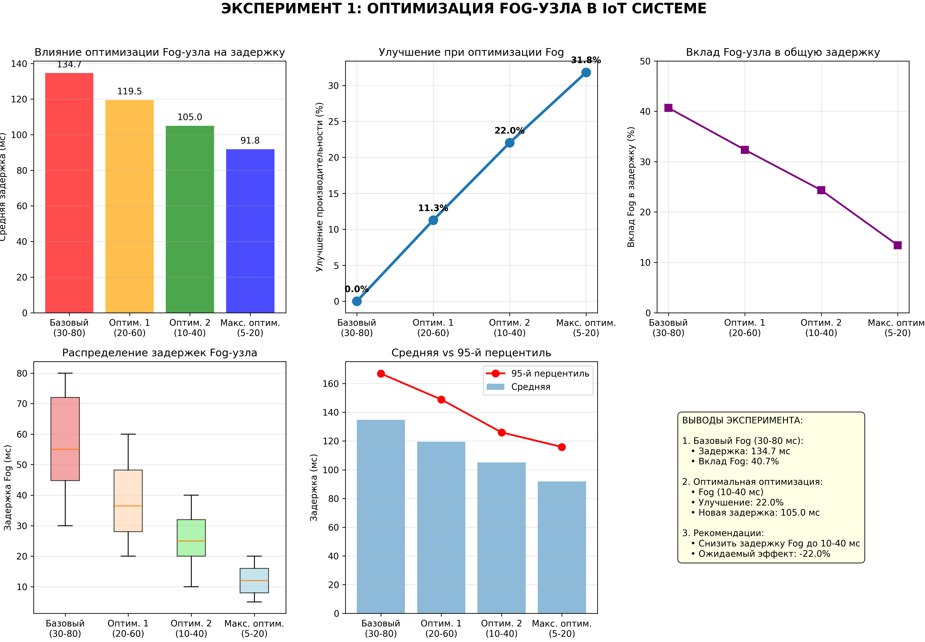 ЭКСПЕРИМЕНТ 1: ОПТИМИЗАЦИЯ FOG-УЗЛА В IoT СИСТЕМЕ
Влияние оптимизации Fog-узла на задержку
Средняя задержка (мс)
140
120
100
80
60
40
20
0
134.7
119.5
105.0
91.8
Базовый
(30-80)
Оптим. 1
(20-60)
Оптим. 2
(10-40)
Макс. оптим.
(5-20)
Улучшение при оптимизации Fog
Улучшение производительности (%)
30
25
20
15
10
5
0
0.0%
11.3%
22.0%
31.8%
Базовый
(30-80)
Оптим. 1
(20-60)
Оптим. 2
(10-40)
Макс. оптим.
(5-20)
Вклад Fog-узла в общую задержку
Вклад Fog в задержку (%)
50
40
30
20
10
0
Базовый
(30-80)
Оптим. 1
(20-60)
Оптим. 2
(10-40)
Макс. оптим.
(5-20)
Распределение задержек Fog-узла
Задержка Fog (мс)
80
70
60
50
40
30
20
10
Базовый
(30-80)
Оптим. 1
(20-60)
Оптим. 2
(10-40)
Макс. оптим.
(5-20)
Средняя vs 95-й перцентиль
Задержка (мс)
160
140
120
100
80
60
40
20
0
95-й перцентиль
Средняя
Базовый
(30-80)
Оптим. 1
(20-60)
Оптим. 2
(10-40)
Макс. оптим.
(5-20)
ВЫВОДЫ ЭКСПЕРИМЕНТА:
1. Базовый Fog (30-80 мс):
• Задержка: 134.7 мс
• Вклад Fog: 40.7%
2. Оптимальная оптимизация:
• Fog (10-40 мс)
• Улучшение: 22.0%
• Новая задержка: 105.0 мс
3. Рекомендации:
• Снизить задержку Fog до 10-40 мс
• Ожидаемый эффект: -22.0%